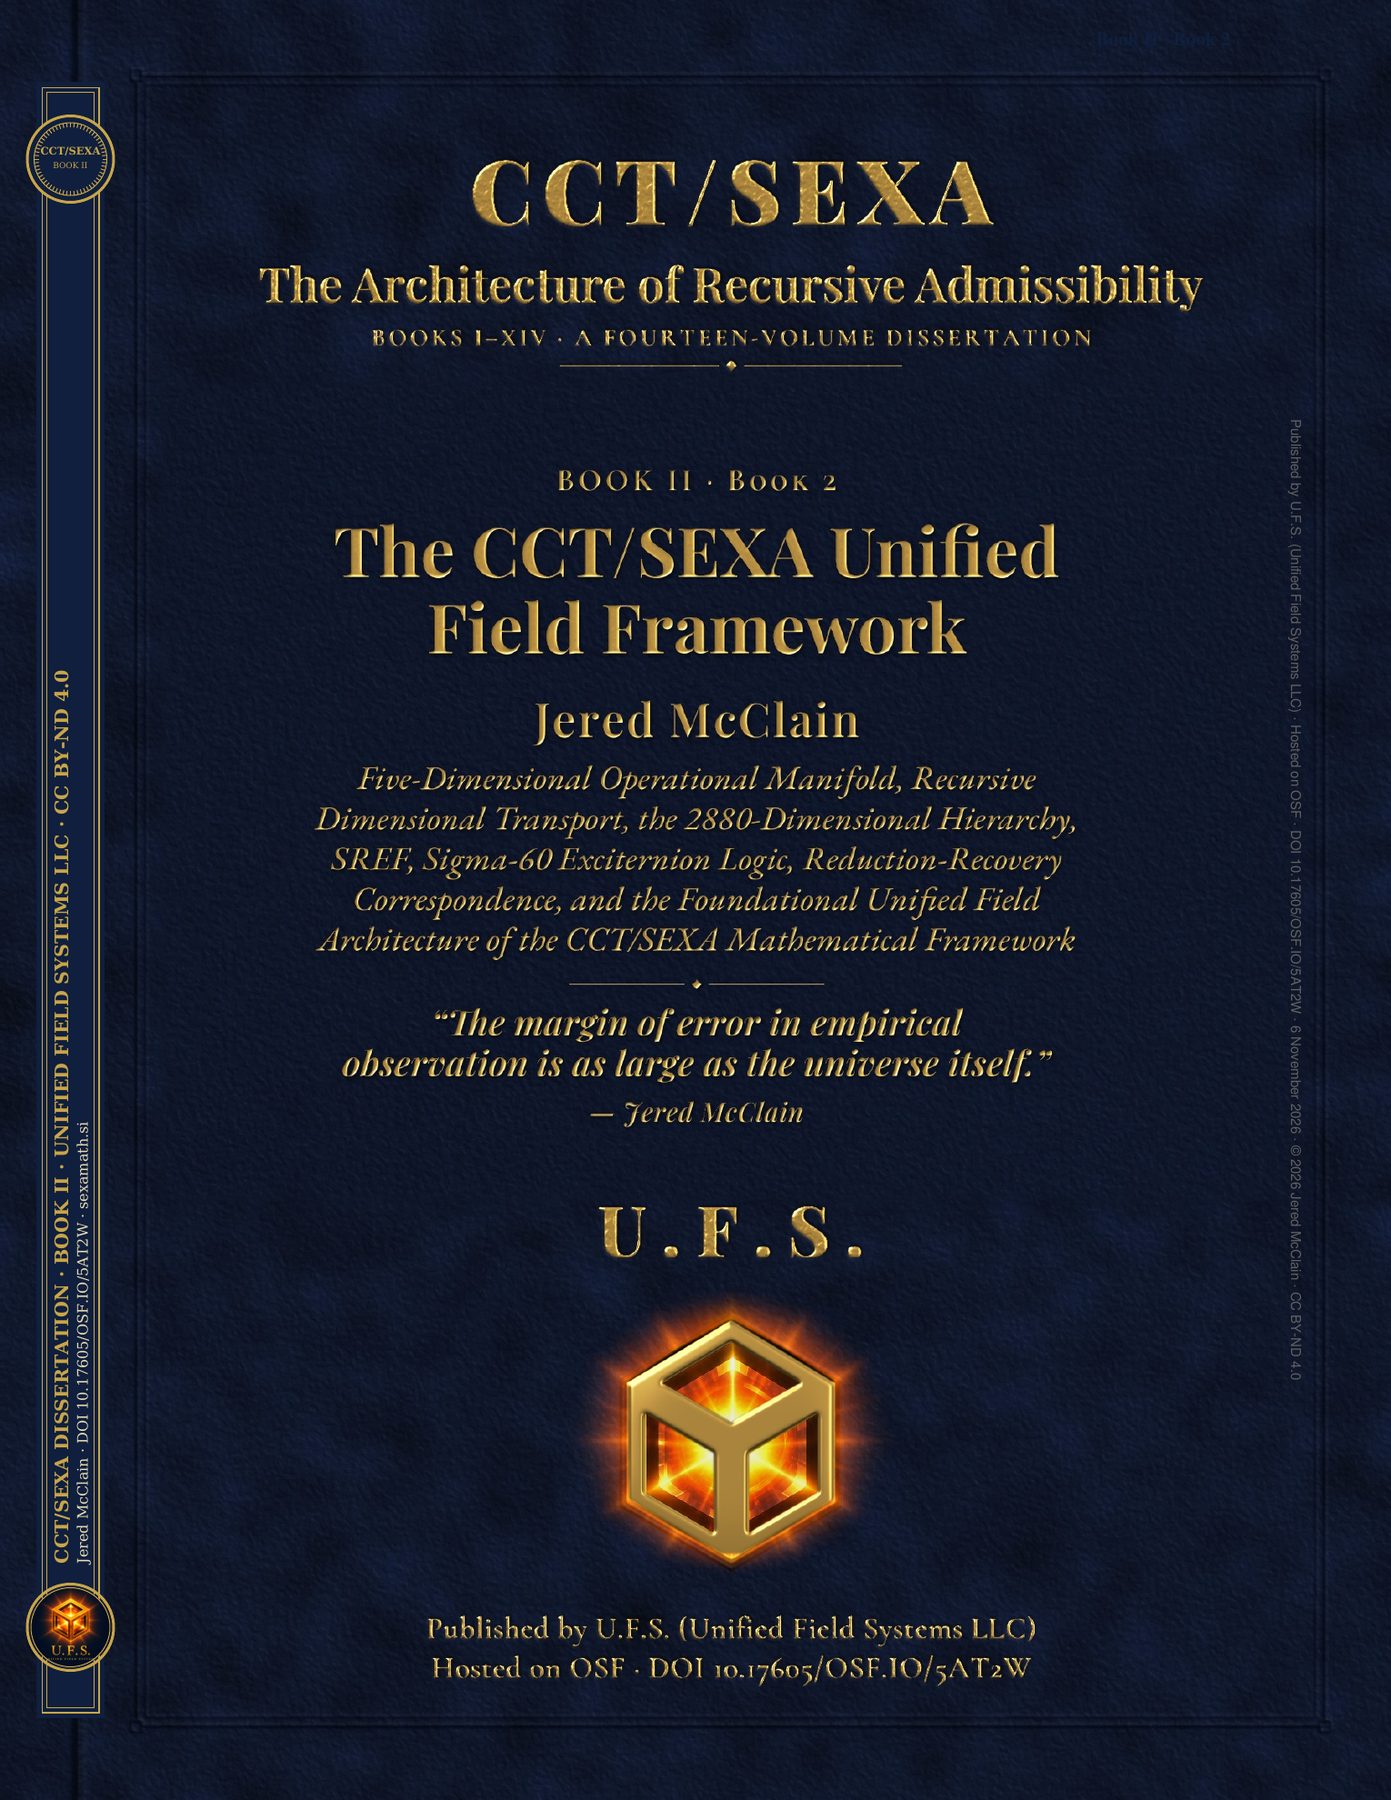 CCT/SEXA
The Architecture of Recursive Admissibility
BOOKS I–XIV · A FOURTEEN-VOLUME DISSERTATION
BOOK II · Book 2
The CCT/SEXA Unified
Field Framework
Jered McClain
Five-Dimensional Operational Manifold, Recursive
Dimensional Transport, the 2880-Dimensional Hierarchy,
SREF, Sigma-60 Exciternion Logic, Reduction-Recovery
Correspondence, and the Foundational Unified Field
Architecture of the CCT/SEXA Mathematical Framework
“The margin of error in empirical
observation is as large as the universe itself.”
— Jered McClain
U.F.S.
Published by U.F.S. (Unified Field Systems LLC)
Hosted on OSF · DOI 10.17605/OSF.IO/5AT2W
CCT/SEXA
BOOK II
CCT/SEXA DISSERTATION · BOOK II · UNIFIED FIELD SYSTEMS LLC · CC BY-ND 4.0
Jered McClain · DOI 10.17605/OSF.IO/5AT2W · sexamath.si
U.F.S.
Published by U.F.S. (Unified Field Systems LLC) · Hosted on OSF · DOI 10.17605/OSF.IO/5AT2W · 6 November 2026 · © 2026 Jered McClain · CC BY-ND 4.0
Book II · Book 2